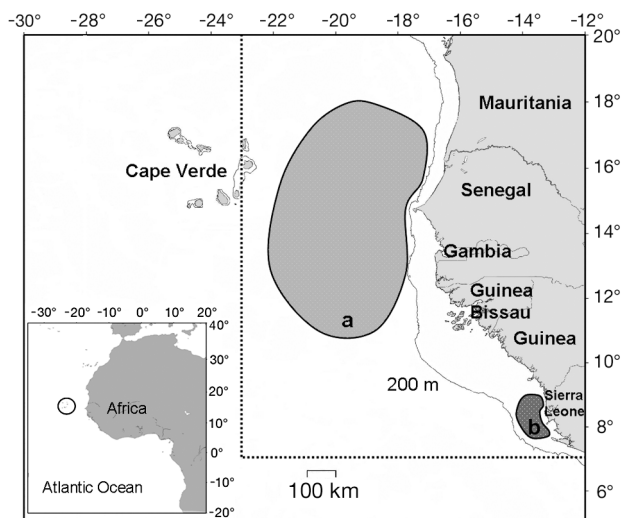 -30° -28° -26° -24° -22° -20° -18° -16° -14° -12°
20°
Mauritania
18°
16°
Cape Verde
Senegal
14°
Gambia
Guinea
Bissau
12°
a
Guinea
-30° -20° -10° 0° 10° 20°
40°
10°
30°
200 m
Sierra
Leone
20°
Africa
b
8°
10°
0°
-10°
6°
100 km
Atlantic Ocean
-20°